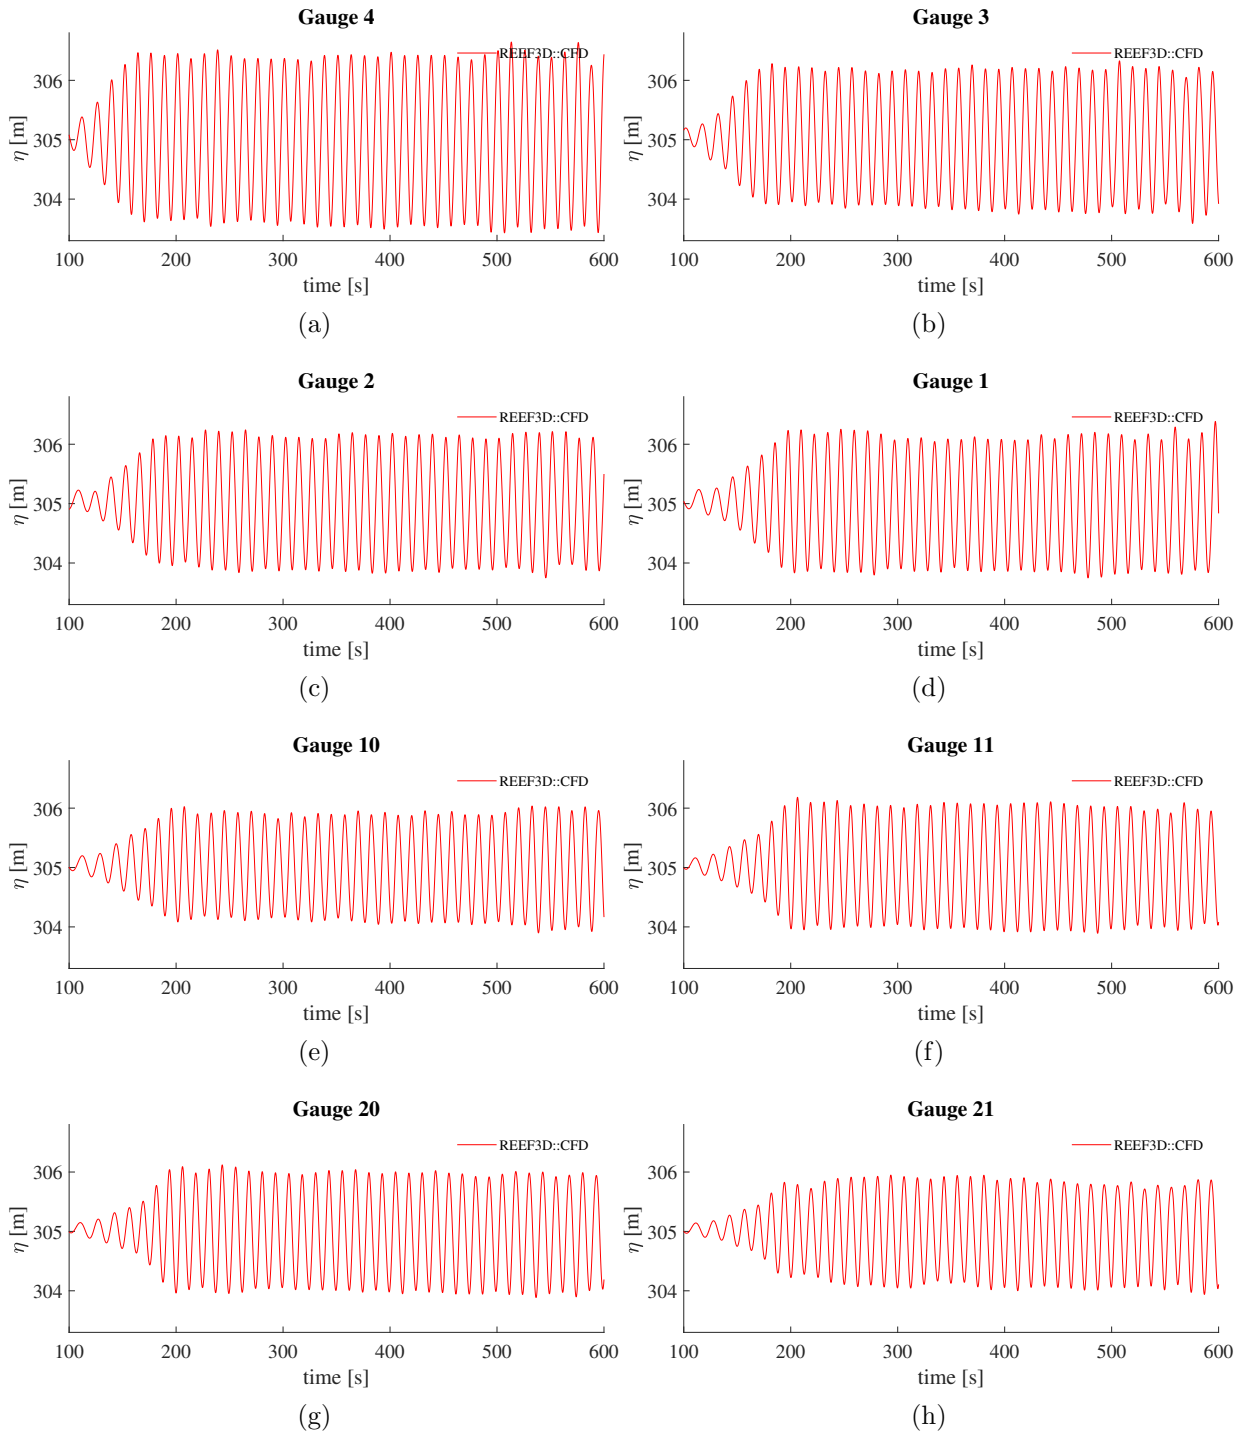 Gauge 4
REEF3D::CFD
η [m]
306
305
304
100 200 300 400 500 600
time [s]
(a)
Gauge 3
REEF3D::CFD
η [m]
306
305
304
100 200 300 400 500 600
time [s]
(b)
Gauge 2
REEF3D::CFD
η [m]
306
305
304
100 200 300 400 500 600
time [s]
(c)
Gauge 1
REEF3D::CFD
η [m]
306
305
304
100 200 300 400 500 600
time [s]
(d)
Gauge 10
REEF3D::CFD
η [m]
306
305
304
100 200 300 400 500 600
time [s]
(e)
Gauge 11
REEF3D::CFD
η [m]
306
305
304
100 200 300 400 500 600
time [s]
(f)
Gauge 20
REEF3D::CFD
η [m]
306
305
304
100 200 300 400 500 600
time [s]
(g)
Gauge 21
REEF3D::CFD
η [m]
306
305
304
100 200 300 400 500 600
time [s]
(h)